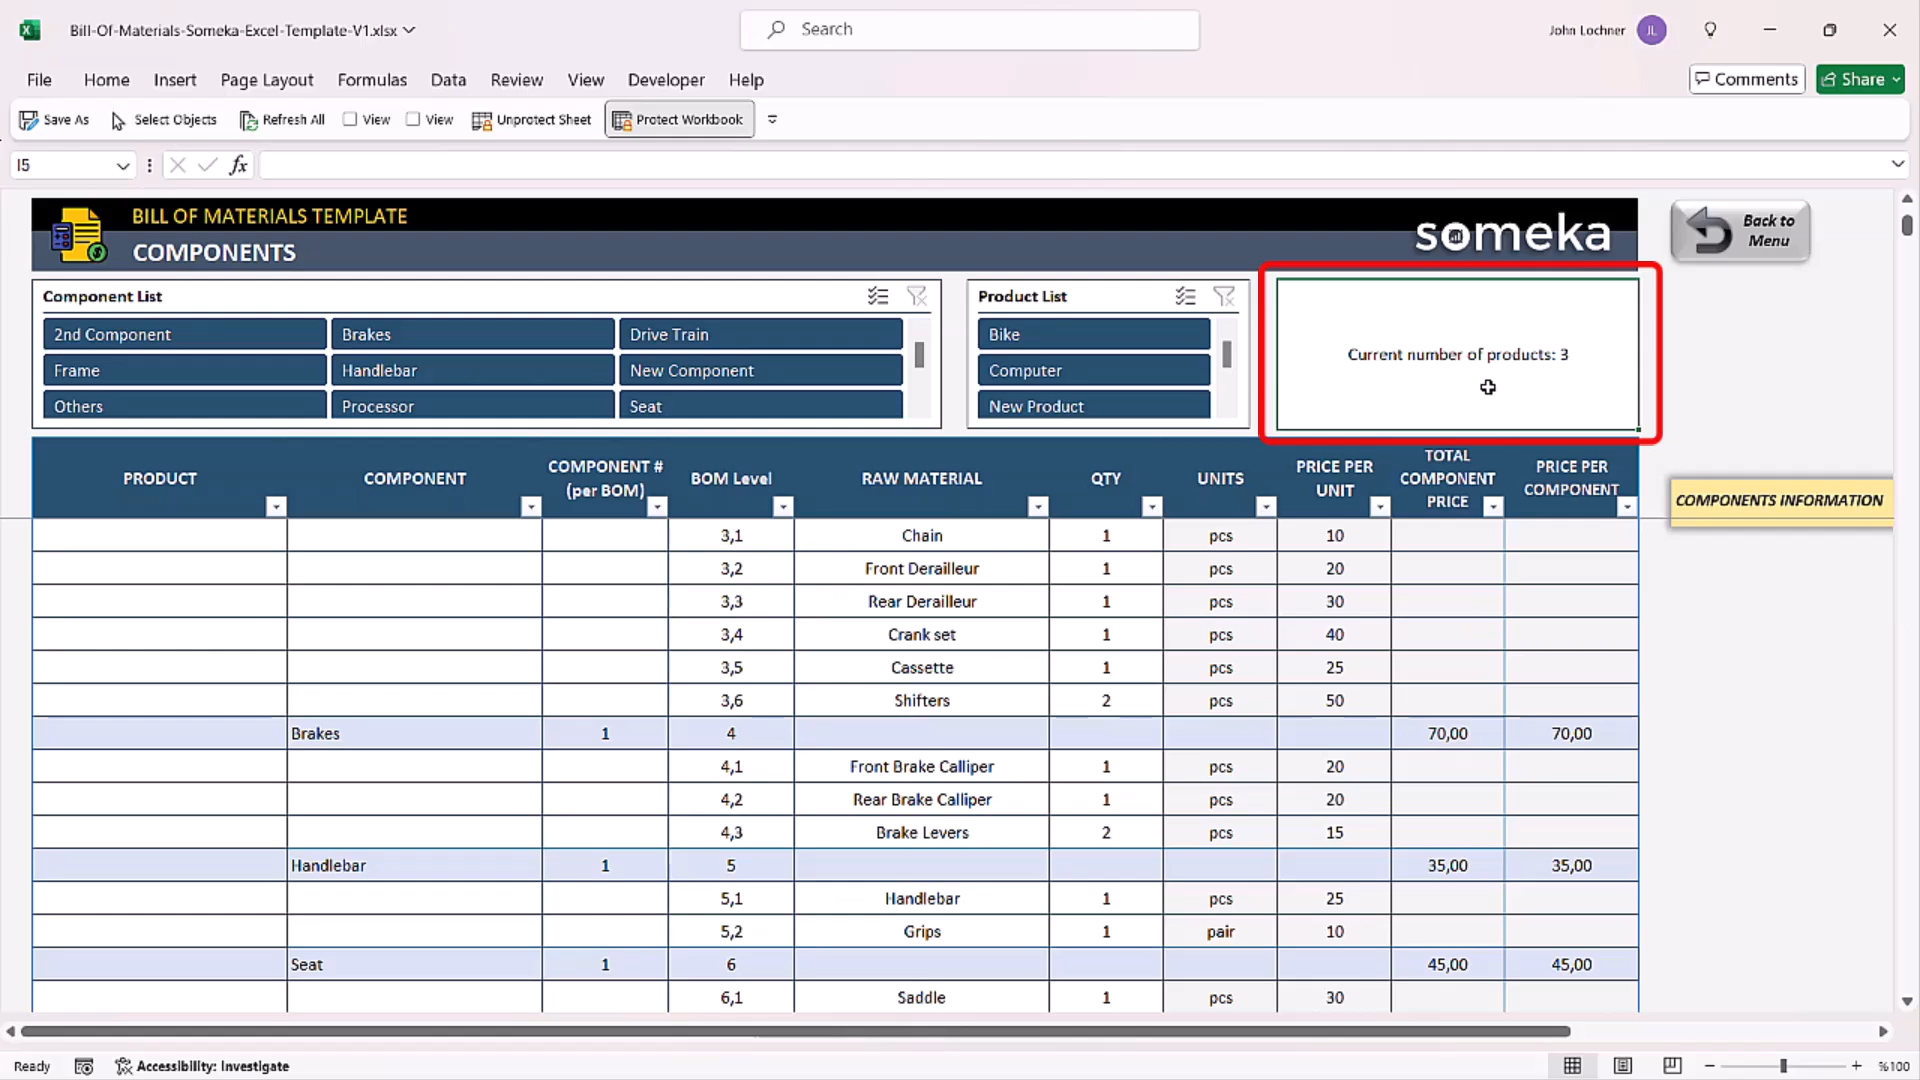 Bill-Of-Materials-Someka-Excel-Template-V1.xlsx
Search
John Lochner
JL
File Home Insert Page Layout Formulas Data Review View Developer Help
Comments Share
Save As Select Objects Refresh All View View Unprotect Sheet Protect Workbook
I5 fx
BILL OF MATERIALS TEMPLATE
COMPONENTS
someka
Back to
Menu
Component List
2nd Component Brakes Drive Train
Frame Handlebar New Component
Others Processor Seat
Product List
Bike
Computer
New Product
Current number of products: 3
PRODUCT
COMPONENT
COMPONENT #
(per BOM)
BOM Level
RAW MATERIAL
QTY
UNITS
PRICE PER
UNIT
TOTAL
COMPONENT
PRICE
PRICE PER
COMPONENT
COMPONENTS INFORMATION
3,1 Chain 1 pcs 10
3,2 Front Derailleur 1 pcs 20
3,3 Rear Derailleur 1 pcs 30
3,4 Crank set 1 pcs 40
3,5 Cassette 1 pcs 25
3,6 Shifters 2 pcs 50
Brakes 1 4 70,00 70,00
4,1 Front Brake Calliper 1 pcs 20
4,2 Rear Brake Calliper 1 pcs 20
4,3 Brake Levers 2 pcs 15
Handlebar 1 5 35,00 35,00
5,1 Handlebar 1 pcs 25
5,2 Grips 1 pair 10
Seat 1 6 45,00 45,00
6,1 Saddle 1 pcs 30
Ready
Accessibility: Investigate
%100